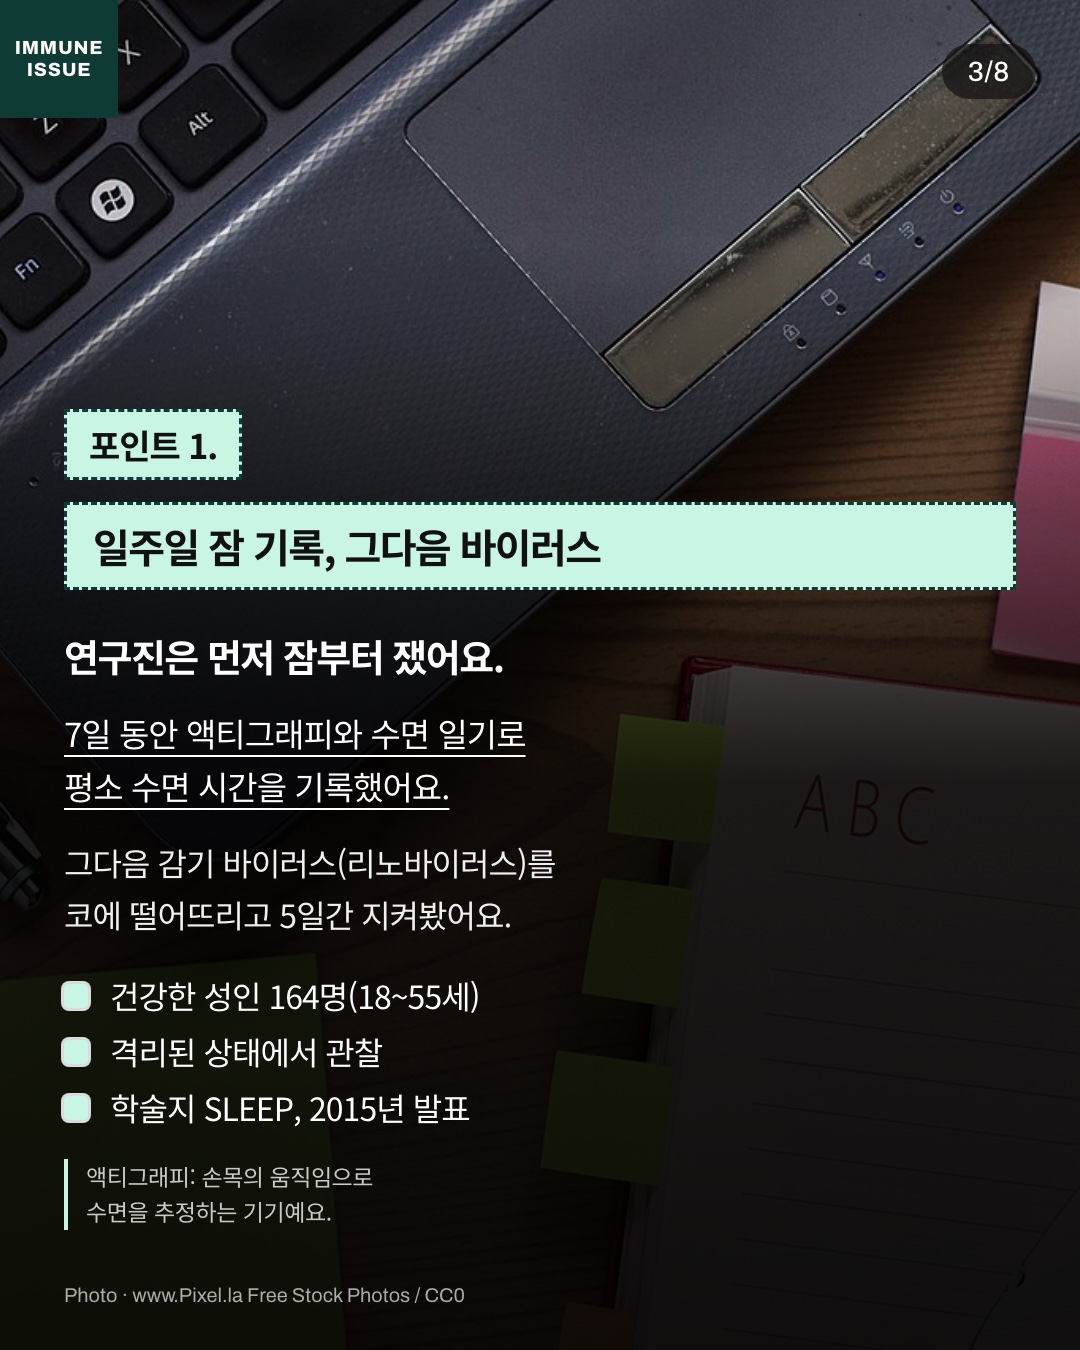 IMMUNE
ISSUE
X
3/8
Z
Alt
Fn
포인트 1.
일주일 잠 기록, 그다음 바이러스
연구진은 먼저 잠부터 쟀어요.
7일 동안 액티그래피와 수면 일기로
평소 수면 시간을 기록했어요.
ABC
그다음 감기 바이러스(리노바이러스)를
코에 떨어뜨리고 5일간 지켜봤어요.
건강한 성인 164명(18~55세)
격리된 상태에서 관찰
학술지 SLEEP, 2015년 발표
액티그래피: 손목의 움직임으로
수면을 추정하는 기기예요.
Photo · www.Pixel.la Free Stock Photos / CC0